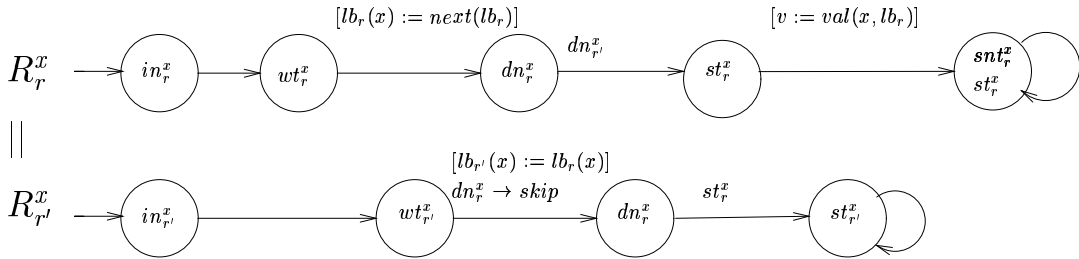 [lb_r(x) := next(lb_r)] [v := val(x, lb_r)]
R_r^x in_r^x wt_r^x dn_r^x dn_{r'}^x st_r^x snt_r^x
st_r^x
||
[lb_{r'}(x) := lb_r(x)]
dn_r^x → skip
R_{r'}^x in_{r'}^x wt_{r'}^x dn_r^x st_r^x st_{r'}^x